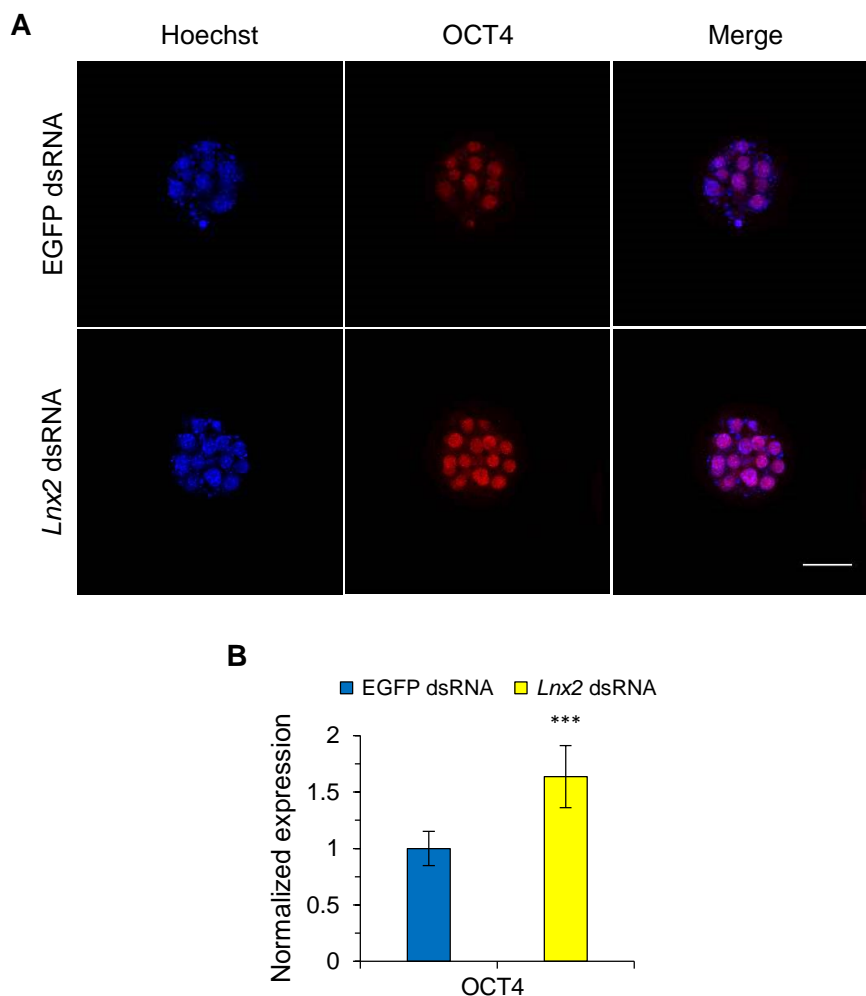 A
Hoechst OCT4 Merge
EGFP dsRNA
Lnx2 dsRNA
B
EGFP dsRNA Lnx2 dsRNA
***
Normalized expression
2
1.5
1
0.5
0
OCT4